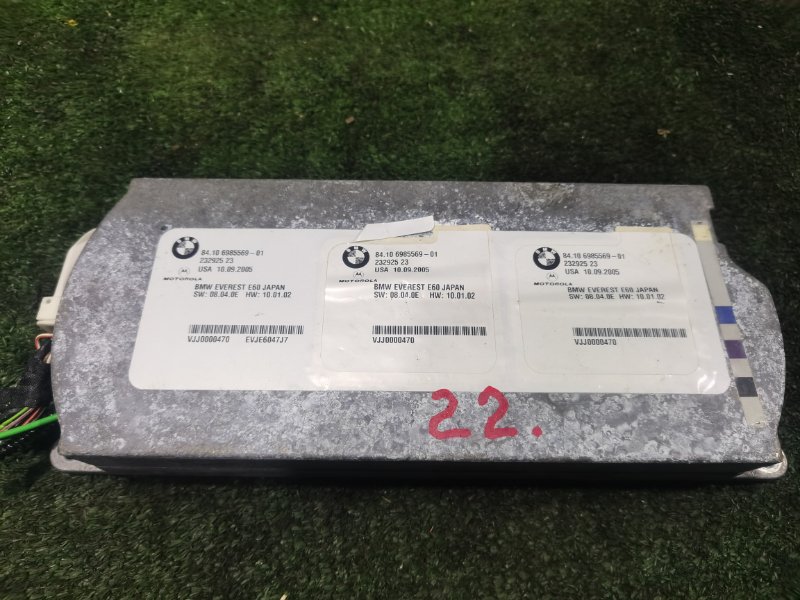 BMW
84.10 6985569-01
232925 23
USA 10.09.2005
MOTOROLA
BMW EVEREST E60 JAPAN
SW: 08.04.0E HW: 10.01.02
VJJ0000470 EVJE6047J7
84.10 6985569-01
232925 23
USA 10.09.2005
MOTOROLA
BMW EVEREST E60 JAPAN
SW: 08.04.0E HW: 10.01.02
VJJ0000470
BMW
84.10 6985569-01
232925 23
USA 10.09.2005
MOTOROLA
BMW EVEREST E60 JAPAN
SW: 08.04.0E HW: 10.01.02
VJJ0000470
22.